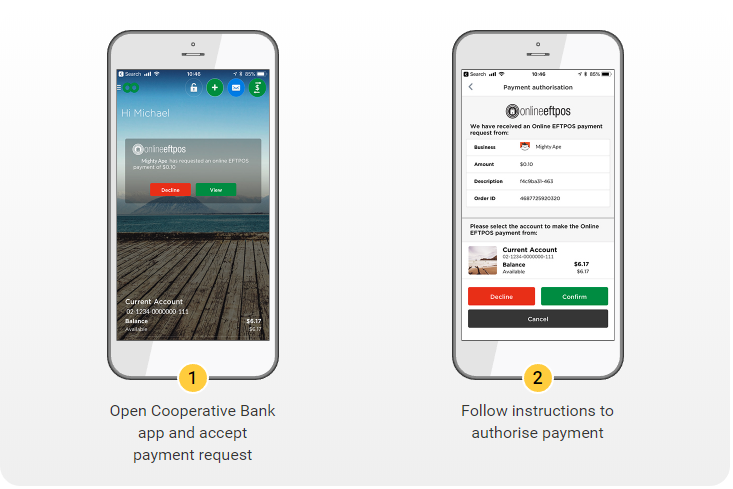 Search 10:46 85%
Hi Michael
onlineeftpos
Mighty Ape has requested an online EFTPOS
payment of $0.10
Decline View
Current Account
02-1234-0000000-111
Balance $6.17
Available $6.17
1
Open Cooperative Bank
app and accept
payment request
Search 10:46 85%
Payment authorisation
onlineeftpos
We have received an Online EFTPOS payment
request from:
Business Mighty Ape
Amount $0.10
Description f4c9ba31-463
Order ID 4687725920320
Please select the account to make the Online
EFTPOS payment from:
Current Account
02-1234-0000000-111
Balance $6.17
Available $6.17
Decline Confirm
Cancel
2
Follow instructions to
authorise payment